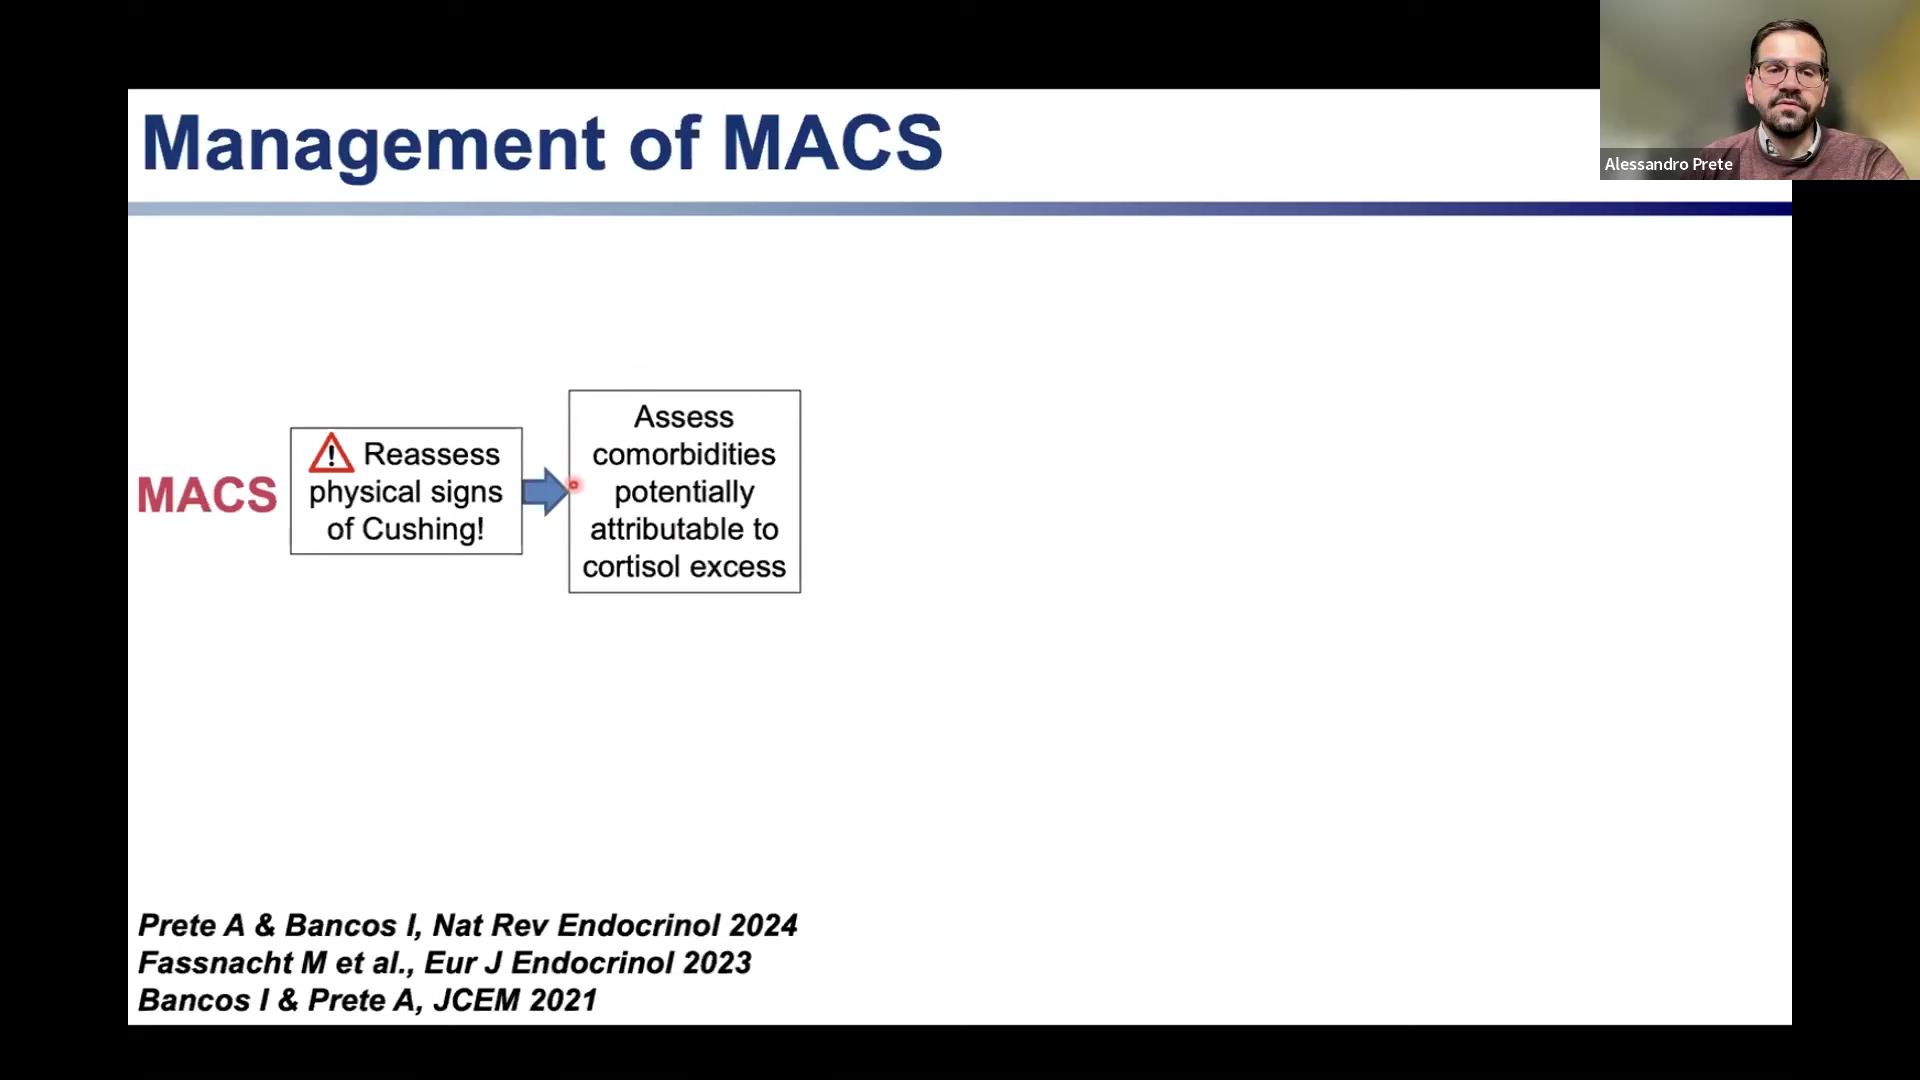 Management of MACS
Alessandro Prete
MACS
Reassess
physical signs
of Cushing!
Assess
comorbidities
potentially
attributable to
cortisol excess
Prete A & Bancos I, Nat Rev Endocrinol 2024
Fassnacht M et al., Eur J Endocrinol 2023
Bancos I & Prete A, JCEM 2021